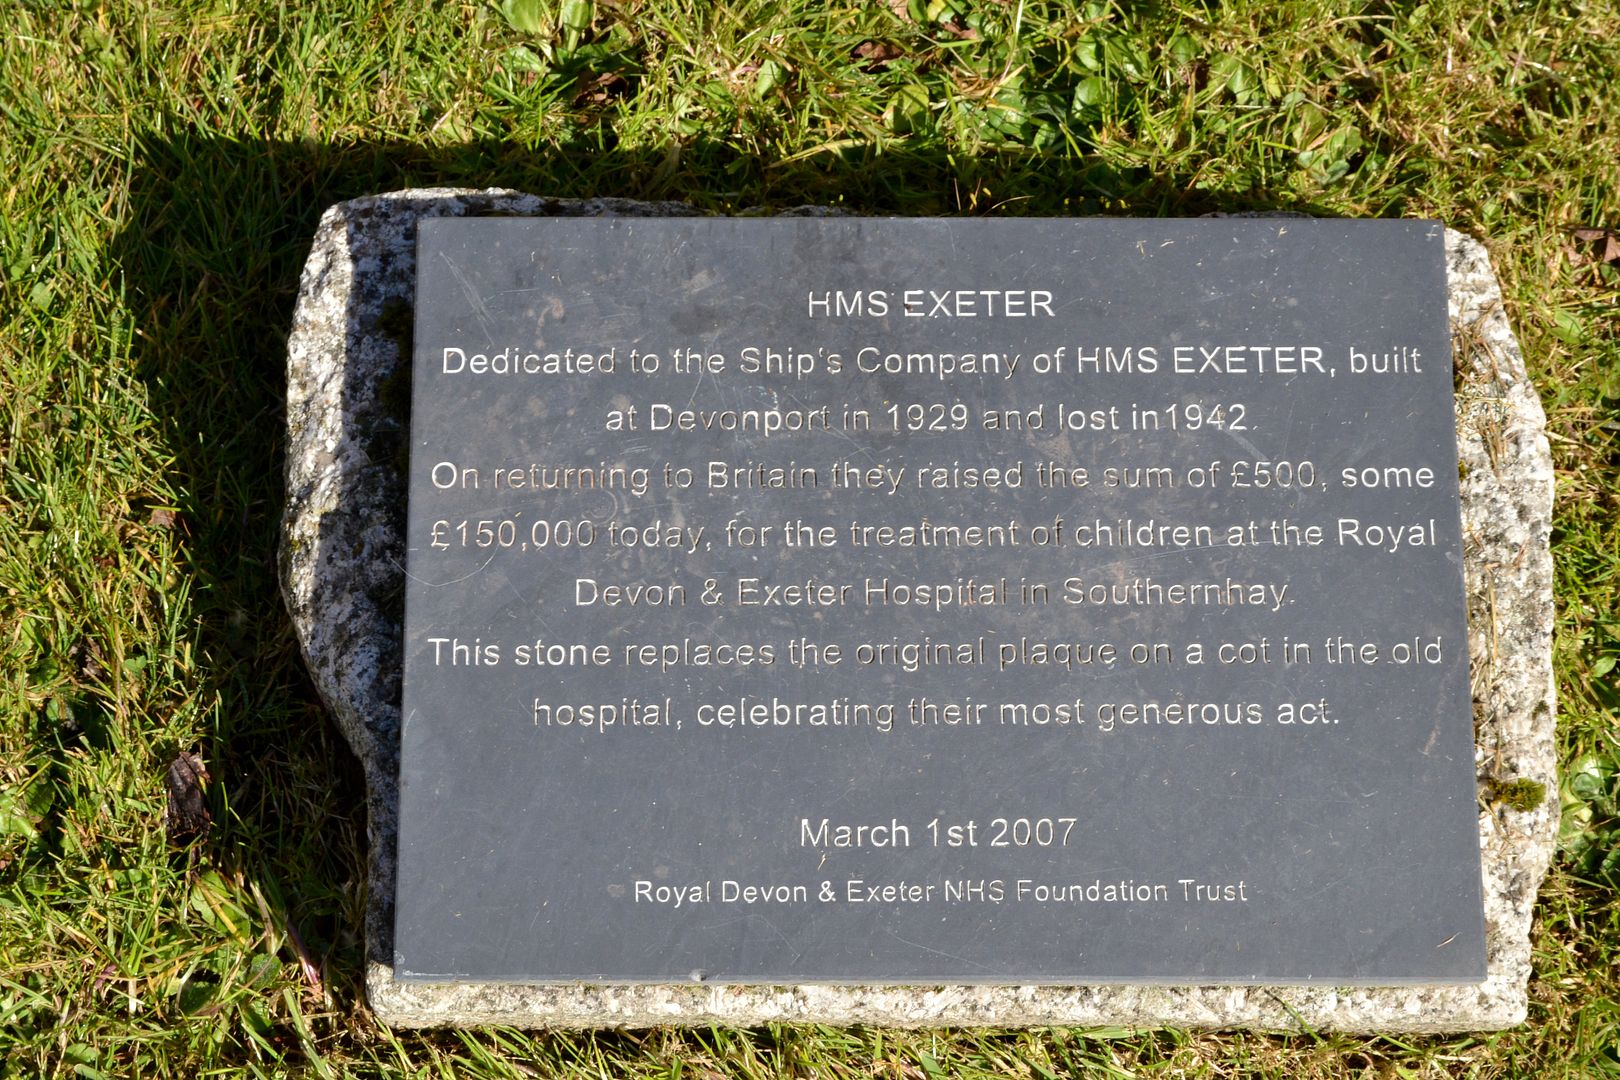 HMS EXETER
Dedicated to the Ship's Company of HMS EXETER, built
at Devonport in 1929 and lost in1942.
On returning to Britain they raised the sum of £500, some
£150,000 today, for the treatment of children at the Royal
Devon & Exeter Hospital in Southernhay.
This stone replaces the original plaque on a cot in the old
hospital, celebrating their most generous act.
March 1st 2007
Royal Devon & Exeter NHS Foundation Trust